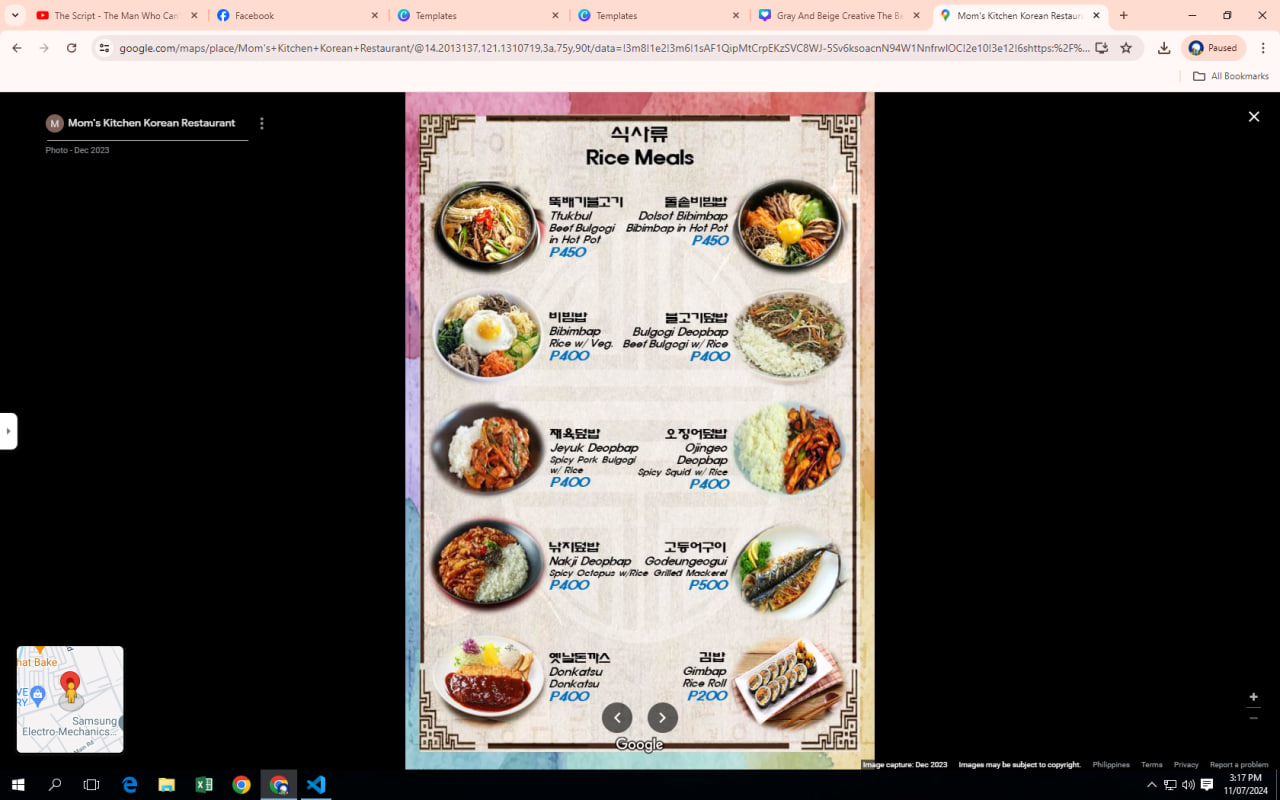 The Script - The Man Who Can'
Facebook
Templates
Templates
Gray And Beige Creative The Be
Mom's Kitchen Korean Restaura
google.com/maps/place/Mom's+Kitchen+Korean+Restaurant/@14.2013137,121.1310719,3a.75y,90t/data=!3m8!1e2!3m6!1sAF1QipMtCrpEKzSVC8WJ-5Sv6ksoacnN94W1NnfrwIOC!2e10!3e12!6shttps:%2F%...
Paused
All Bookmarks
M
Mom's Kitchen Korean Restaurant
Photo - Dec 2023
식사류
Rice Meals
뚝배기불고기
Ttukbul
Beef Bulgogi
in Hot Pot
P450
돌솥비빔밥
Dolsot Bibimbap
Bibimbap in Hot Pot
P450
비빔밥
Bibimbap
Rice w/ Veg.
P400
불고기덮밥
Bulgogi Deopbap
Beef Bulgogi w/ Rice
P400
제육덮밥
Jeyuk Deopbap
Spicy Pork Bulgogi
w/ Rice
P400
오징어덮밥
Ojingeo
Deopbap
Spicy Squid w/ Rice
P400
낚지덮밥
Nakji Deopbap
Spicy Octopus w/Rice
P400
고등어구이
Godeungeogui
Grilled Mackerel
P500
옛날돈까스
Donkatsu
Donkatsu
P400
김밥
Gimbap
Rice Roll
P200
Google
hat Bake
Samsung
Electro-Mechanics...
Image capture: Dec 2023
Images may be subject to copyright.
Philippines
Terms
Privacy
Report a problem
3:17 PM
11/07/2024